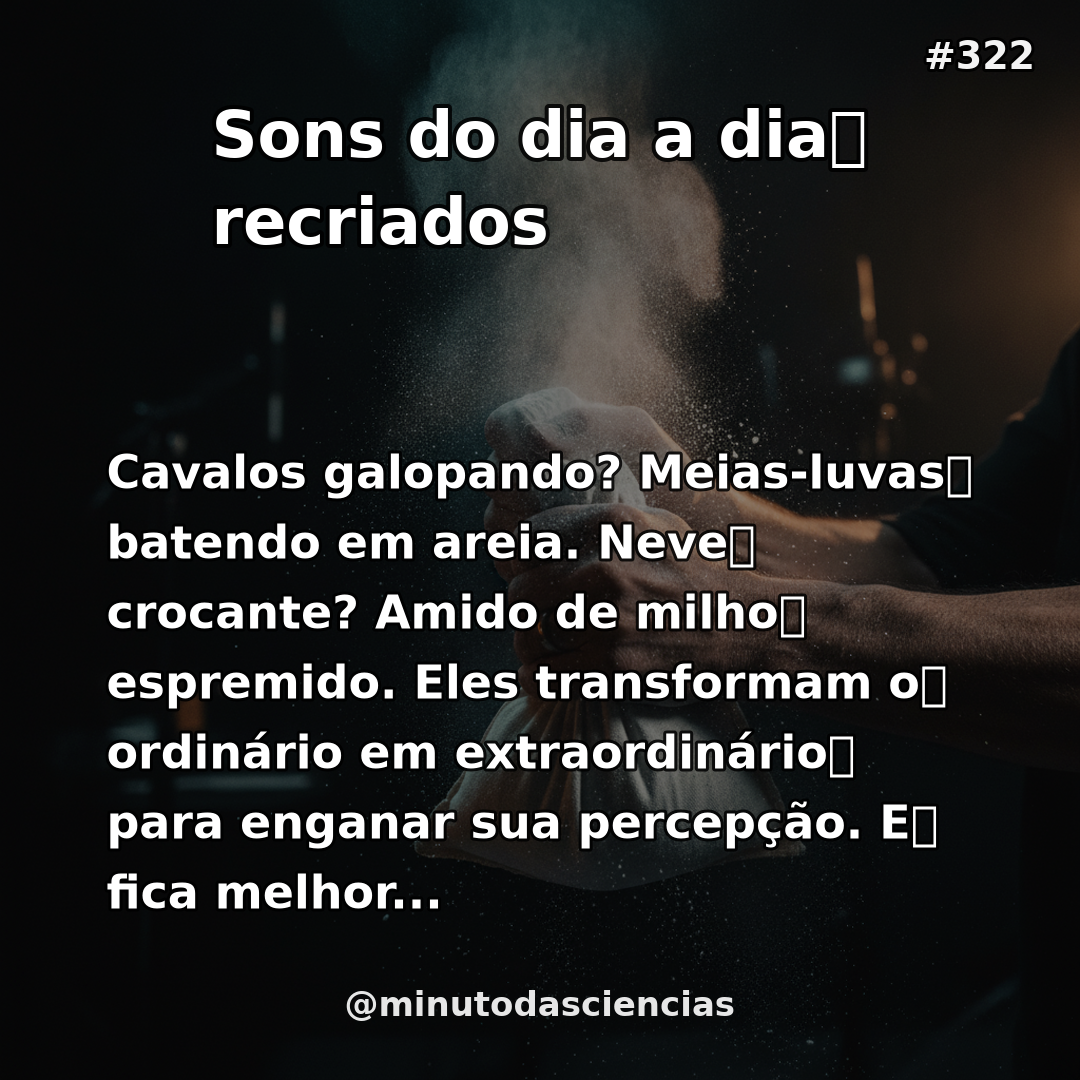 #322
Sons do dia a dia▯
recriados
Cavalos galopando? Meias-luvas▯
batendo em areia. Neve▯
crocante? Amido de milho▯
espremido. Eles transformam o▯
ordinário em extraordinário▯
para enganar sua percepção. E▯
fica melhor...
@minutodasciencias